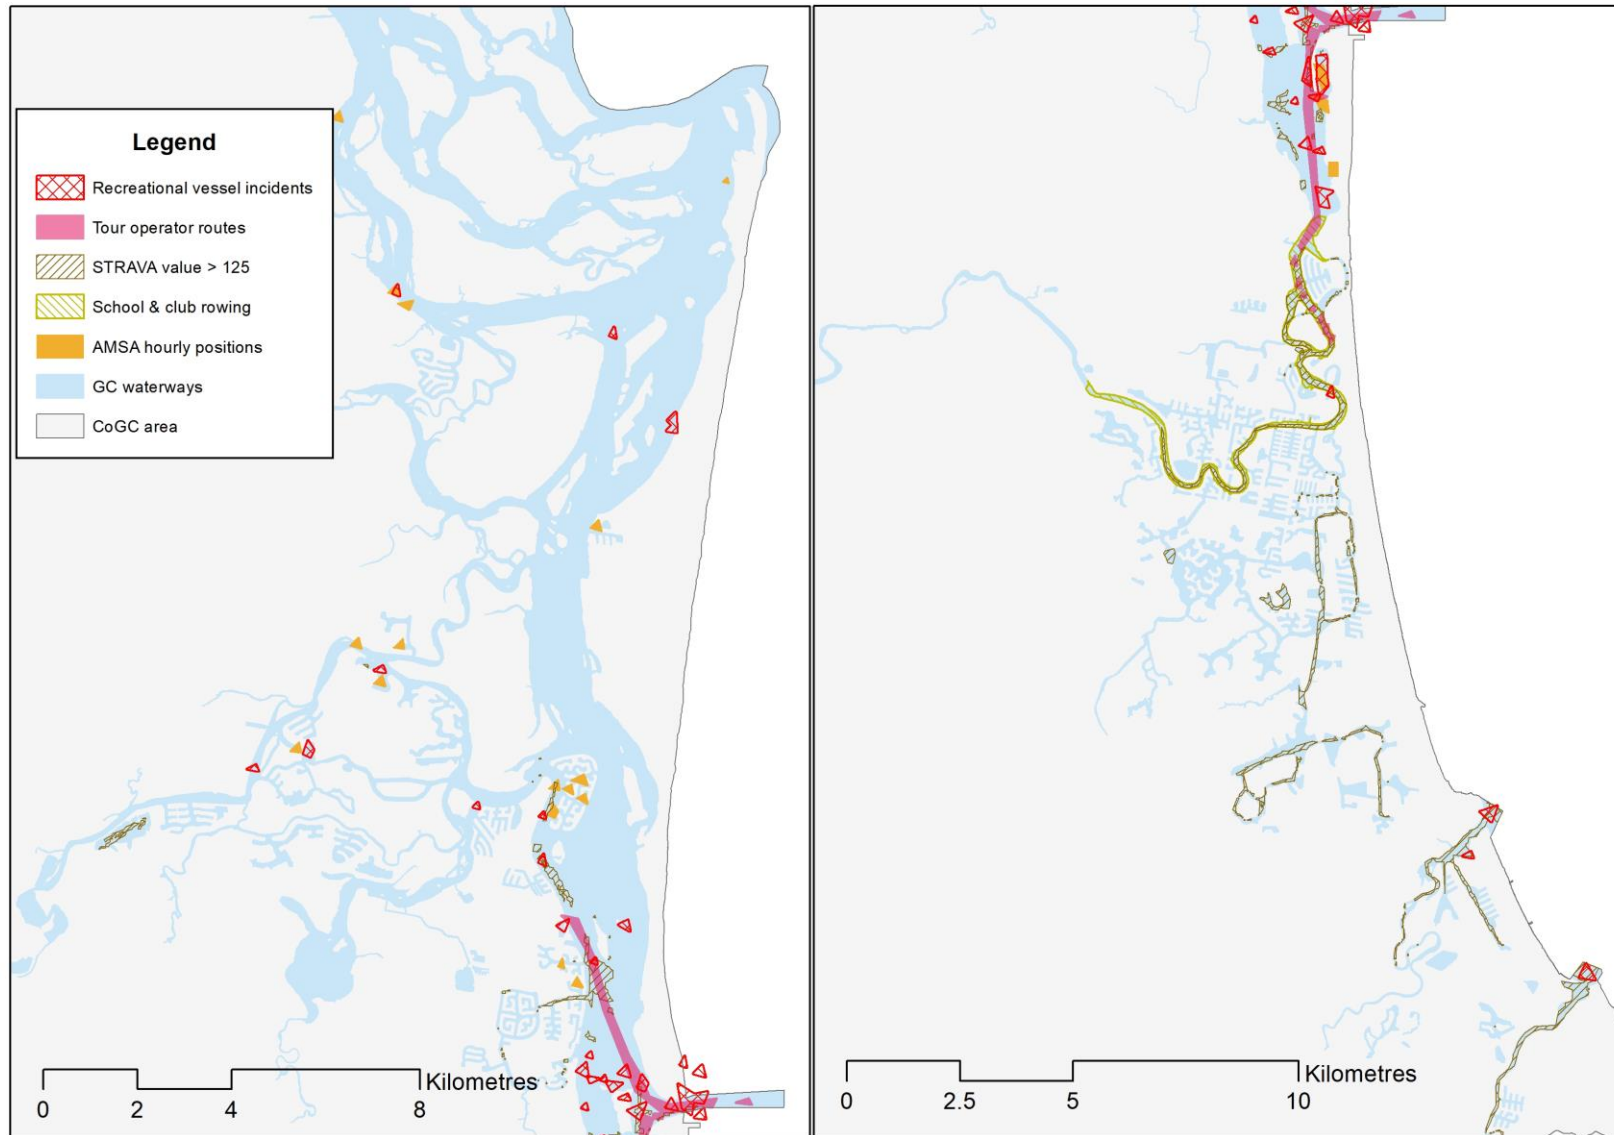 Legend
Recreational vessel incidents
Tour operator routes
STRAVA value > 125
School & club rowing
AMSA hourly positions
GC waterways
CoGC area
Kilometres
0 2 4 8
Kilometres
0 2.5 5 10